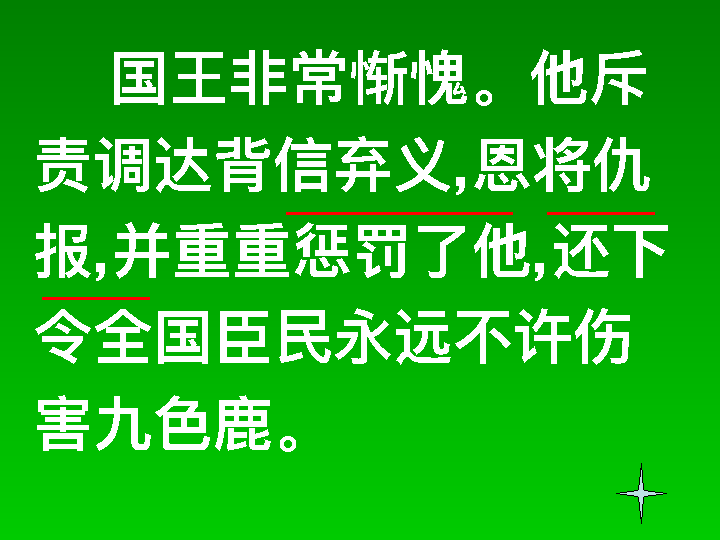 国王非常惭愧。他斥
责调达背信弃义,恩将仇
报,并重重惩罚了他,还下
令全国臣民永远不许伤
害九色鹿。